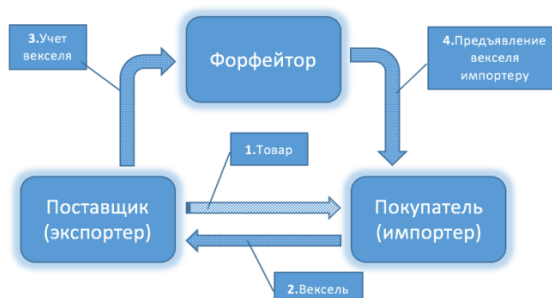 3.Учет
векселя
Форфейтор
4.Предъявление
векселя
импортеру
1.Товар
Поставщик
(экспортер)
Покупатель
(импортер)
2.Вексель